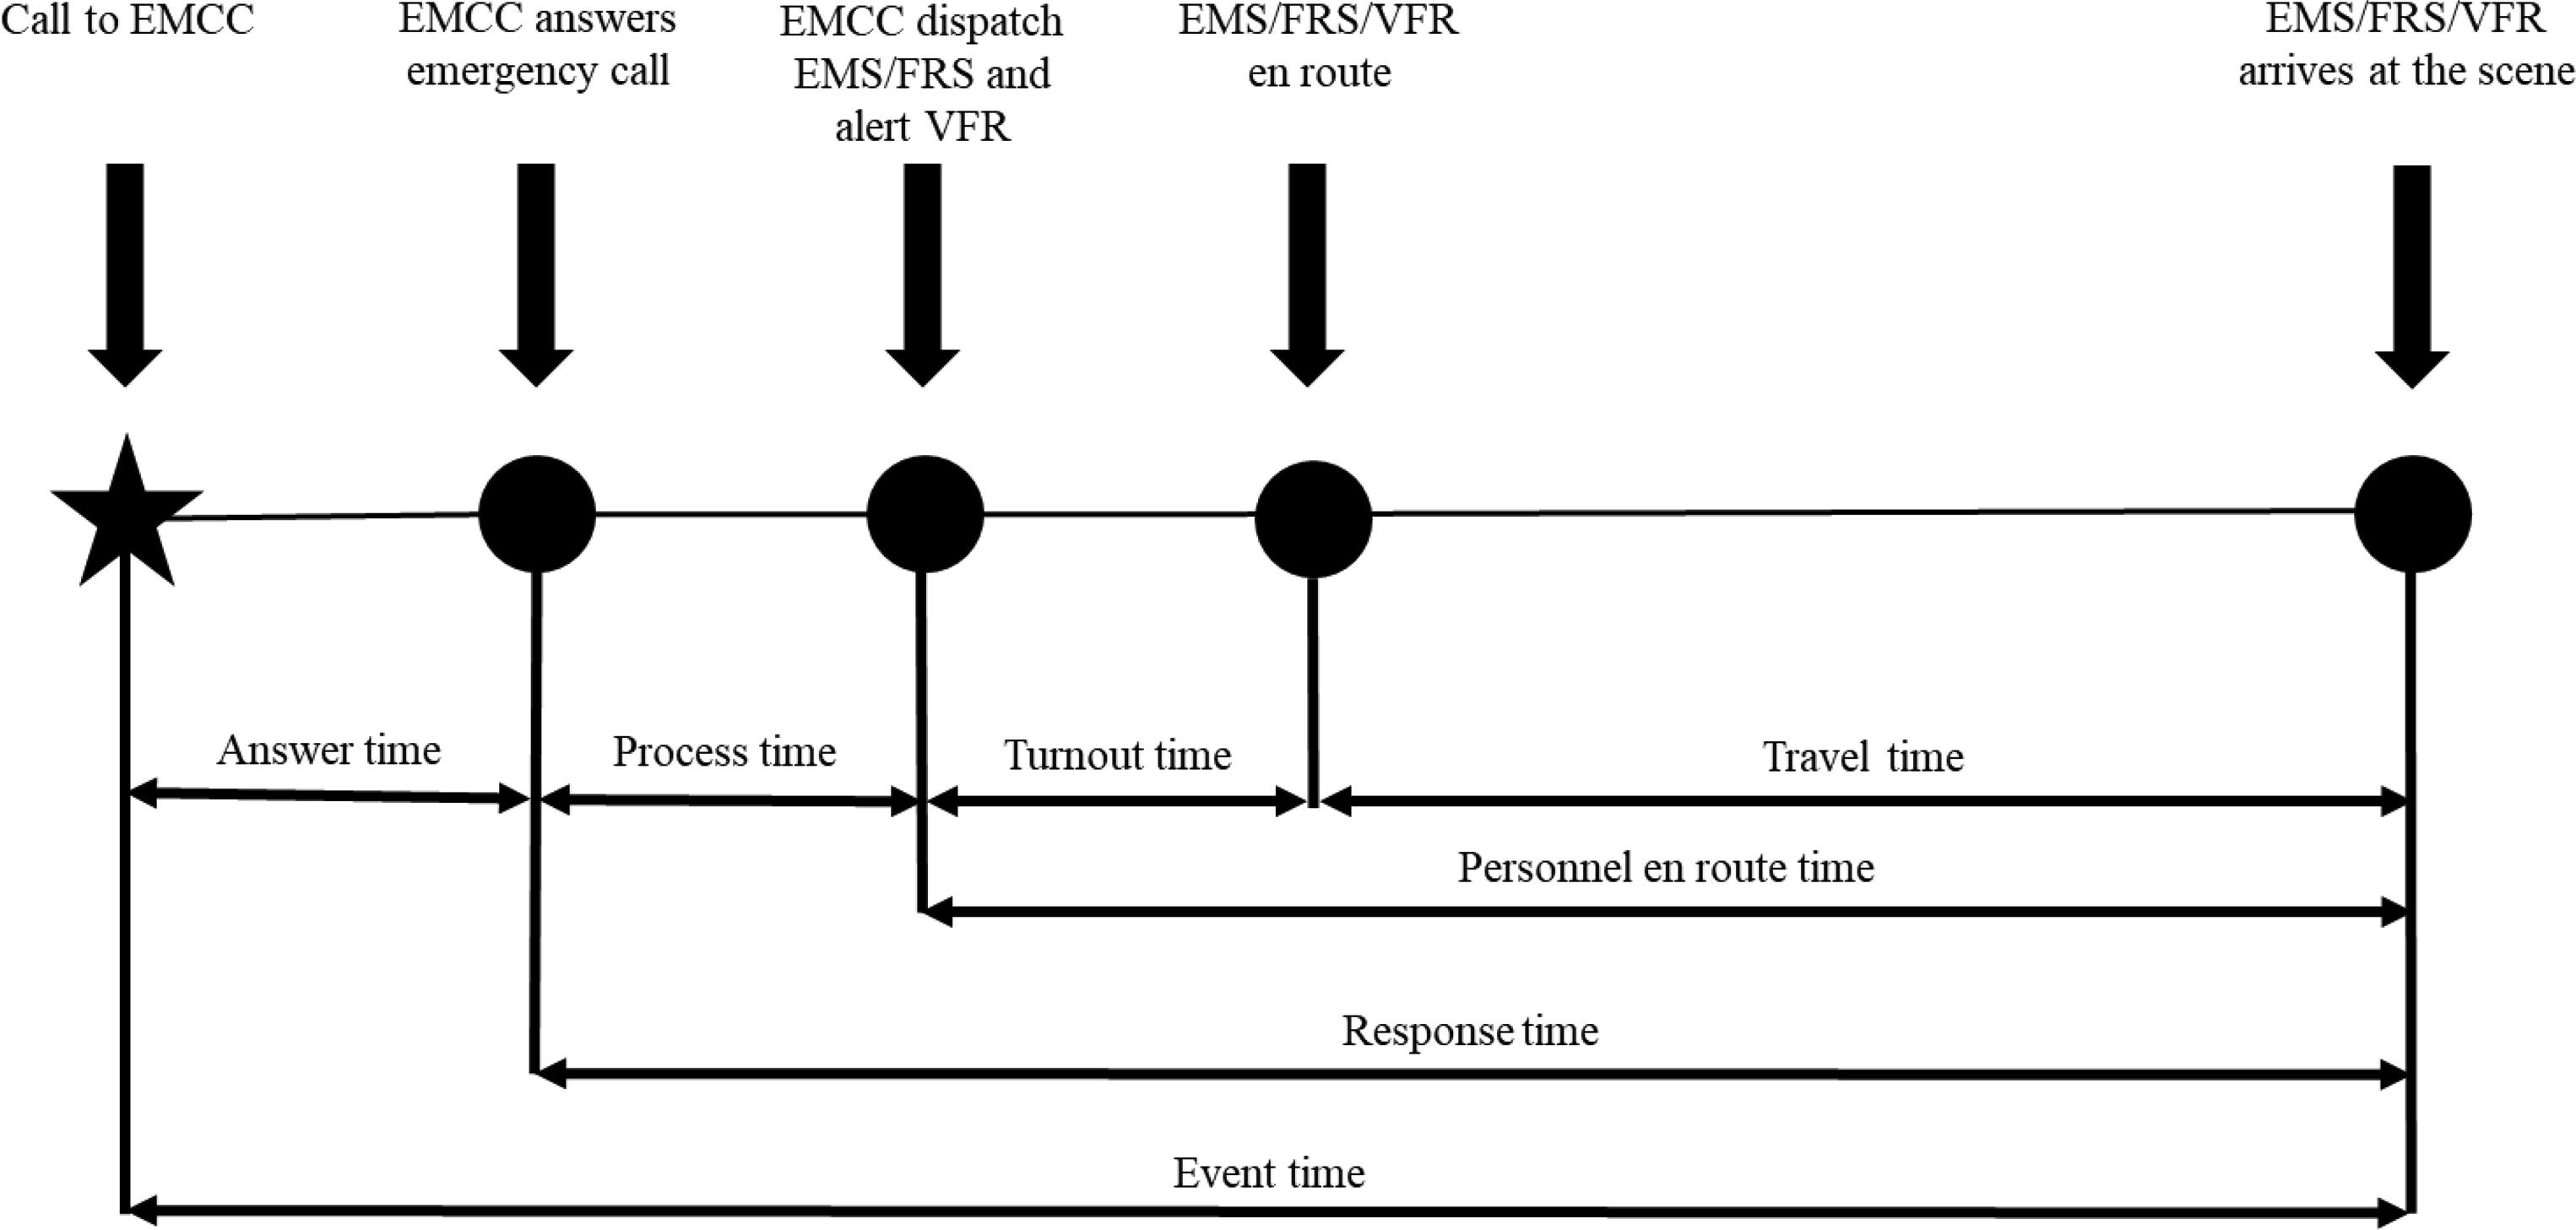 Call to EMCC
EMCC answers
emergency call
EMCC dispatch
EMS/FRS and
alert VFR
EMS/FRS/VFR
en route
EMS/FRS/VFR
arrives at the scene
Answer time
Process time
Turnout time
Travel time
Personnel en route time
Response time
Event time